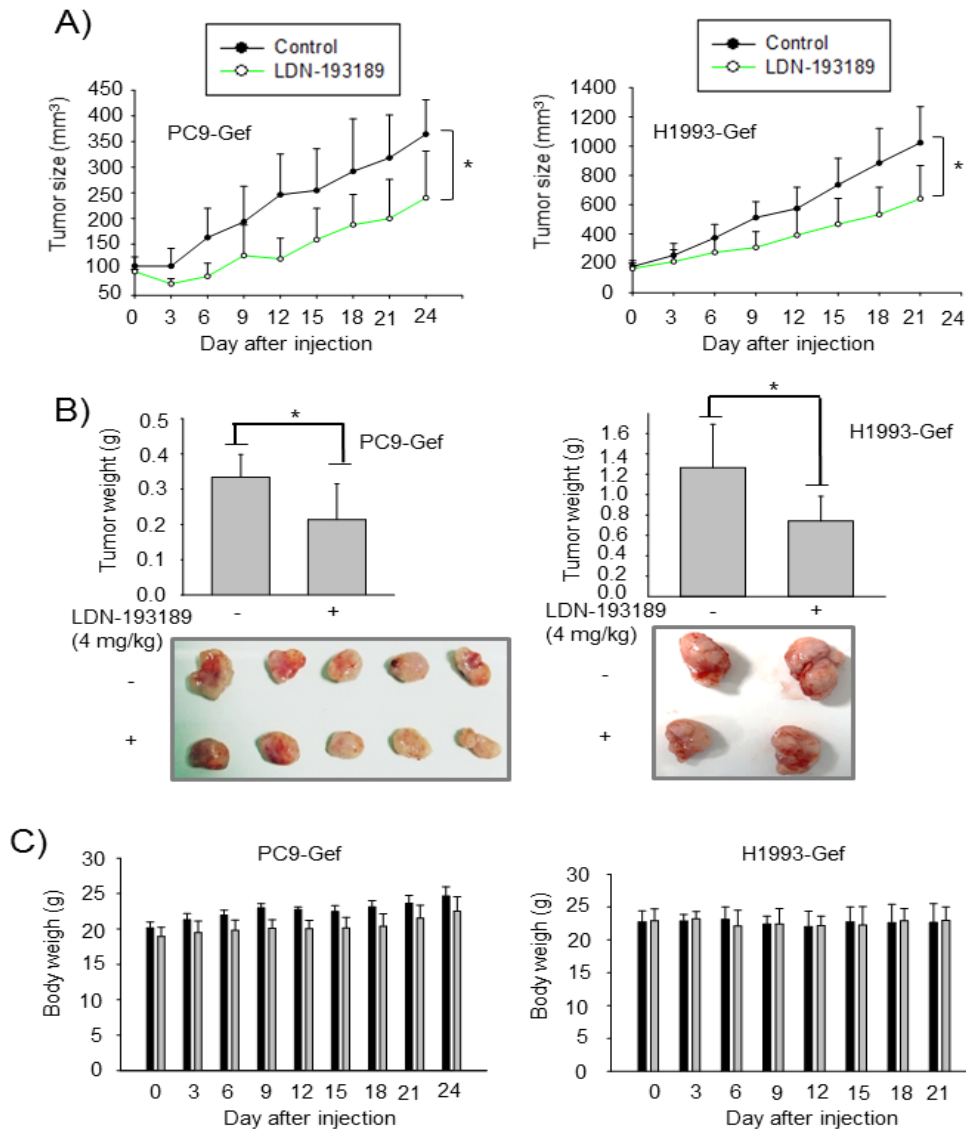 A)
Control
LDN-193189
Control
LDN-193189
Tumor size (mm³)
450
350
250
200
150
100
50
PC9-Gef
*
0 3 6 9 12 15 18 21 24
Day after injection
Tumor size (mm³)
1400
1200
1000
800
600
400
200
0
H1993-Gef
*
0 3 6 9 12 15 18 21 24
Day after injection
B)
Tumor weight (g)
0.5
0.4
0.3
0.2
0.1
0.0
*
PC9-Gef
LDN-193189 - +
(4 mg/kg)
-
+
Tumor weight (g)
1.6
1.4
1.2
1.0
0.8
0.6
0.4
0.2
0.0
*
H1993-Gef
LDN-193189 - +
(4 mg/kg)
-
+
C)
PC9-Gef
Body weigh (g)
30
25
20
15
10
5
0
0 3 6 9 12 15 18 21 24
Day after injection
H1993-Gef
Body weigh (g)
30
25
20
15
10
5
0
0 3 6 9 12 15 18 21
Day after injection